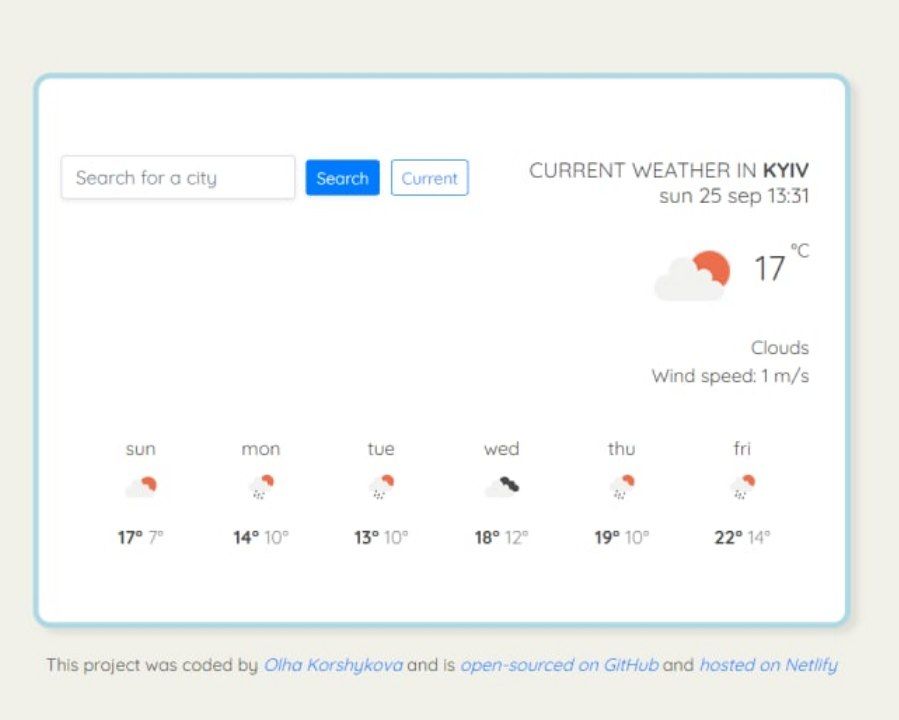 Search for a city
Search
Current
CURRENT WEATHER IN KYIV
sun 25 sep 13:31
17 °C
Clouds
Wind speed: 1 m/s
sun mon tue wed thu fri
17° 7° 14° 10° 13° 10° 18° 12° 19° 10° 22° 14°
This project was coded by Olha Korshykova and is open-sourced on GitHub and hosted on Netlify